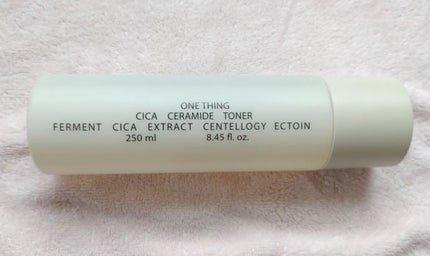 ONE THING
CICA CERAMIDE TONER
FERMENT CICA EXTRACT CENTELLOGY ECTOIN
250 ml 8.45 fl. oz.